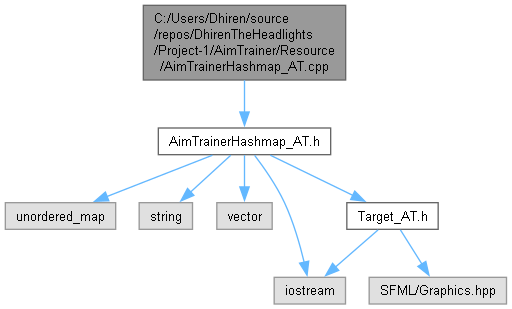 C:/Users/Dhiren/source
/repos/DhirenTheHeadlights
/Project-1/AimTrainer/Resource
/AimTrainerHashmap_AT.cpp
AimTrainerHashmap_AT.h
unordered_map
string
vector
Target_AT.h
iostream
SFML/Graphics.hpp